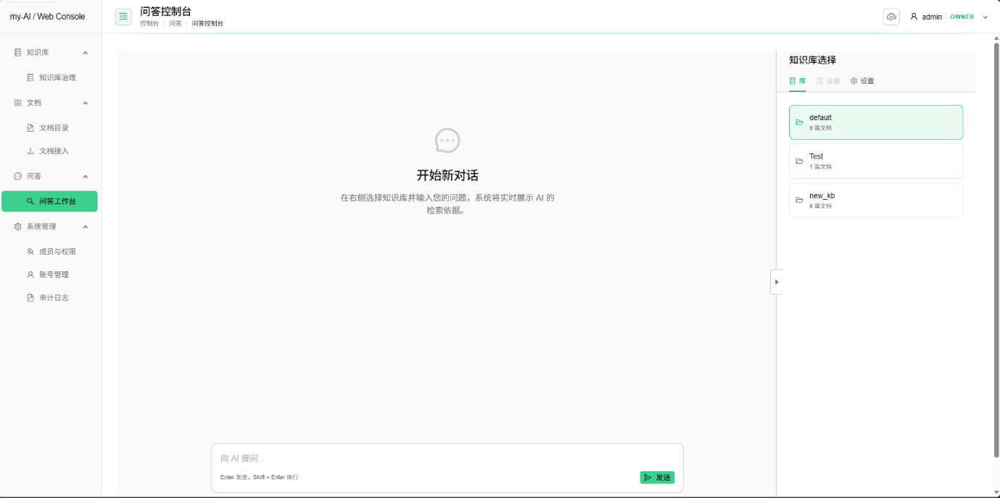 my-AI / Web Console
问答控制台
控制台 / 问答 / 问答控制台
admin OWNER
知识库
知识库治理
文档
文档目录
文档接入
问答
问答工作台
系统管理
成员与权限
账号管理
审计日志
开始新对话
在右侧选择知识库并输入您的问题，系统将实时展示 AI 的
检索依据。
向 AI 提问...
Enter 发送，Shift + Enter 换行
发送
知识库选择
库 证据 设置
default
9 篇文档
Test
1 篇文档
new_kb
0 篇文档